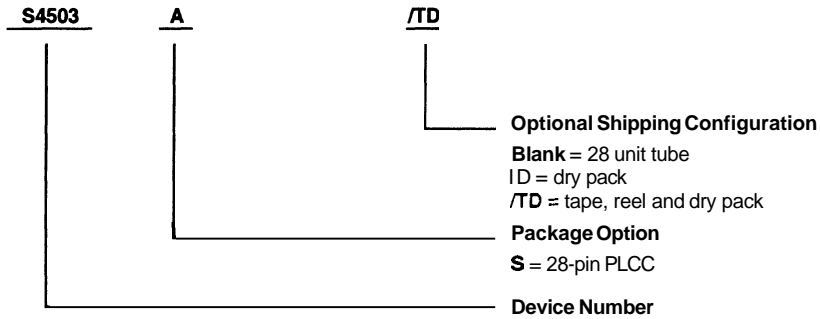 S4503 A /TD
Optional Shipping Configuration
Blank = 28 unit tube
ID = dry pack
/TD = tape, reel and dry pack
Package Option
S = 28-pin PLCC
Device Number